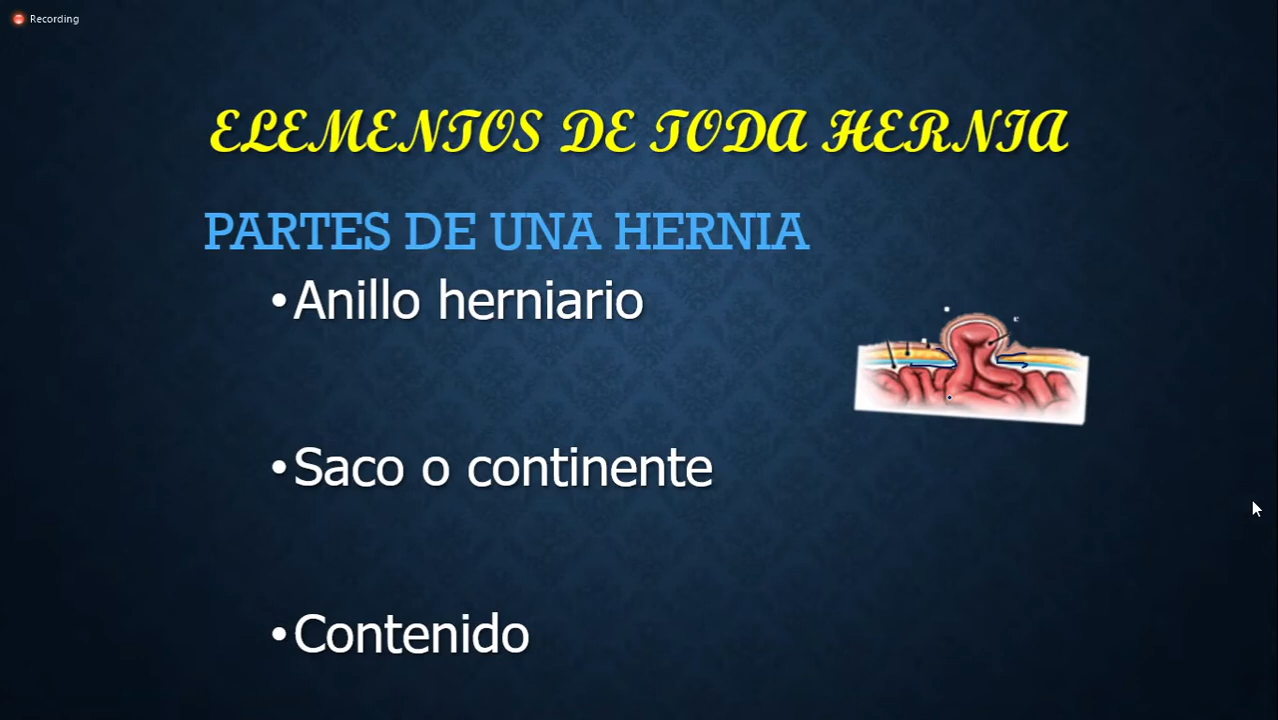 Recording
ELEMENTOS DE TODA HERNIA
PARTES DE UNA HERNIA
•Anillo herniario
•Saco o continente
•Contenido